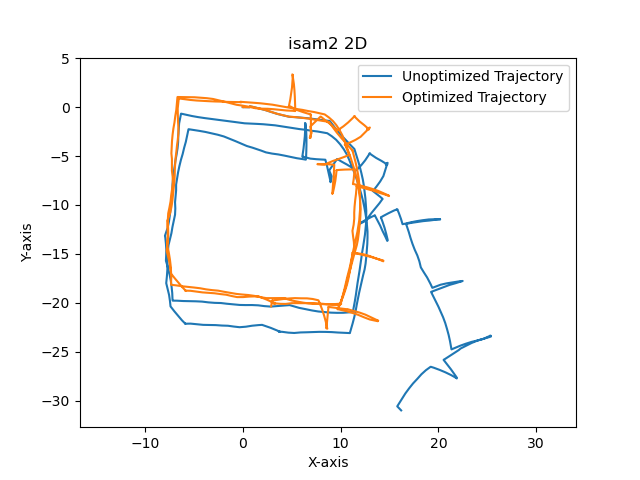 isam2 2D
Unoptimized Trajectory
Optimized Trajectory
5
0
−5
−10
−15
−20
−25
−30
Y-axis
−10
0
10
20
30
X-axis